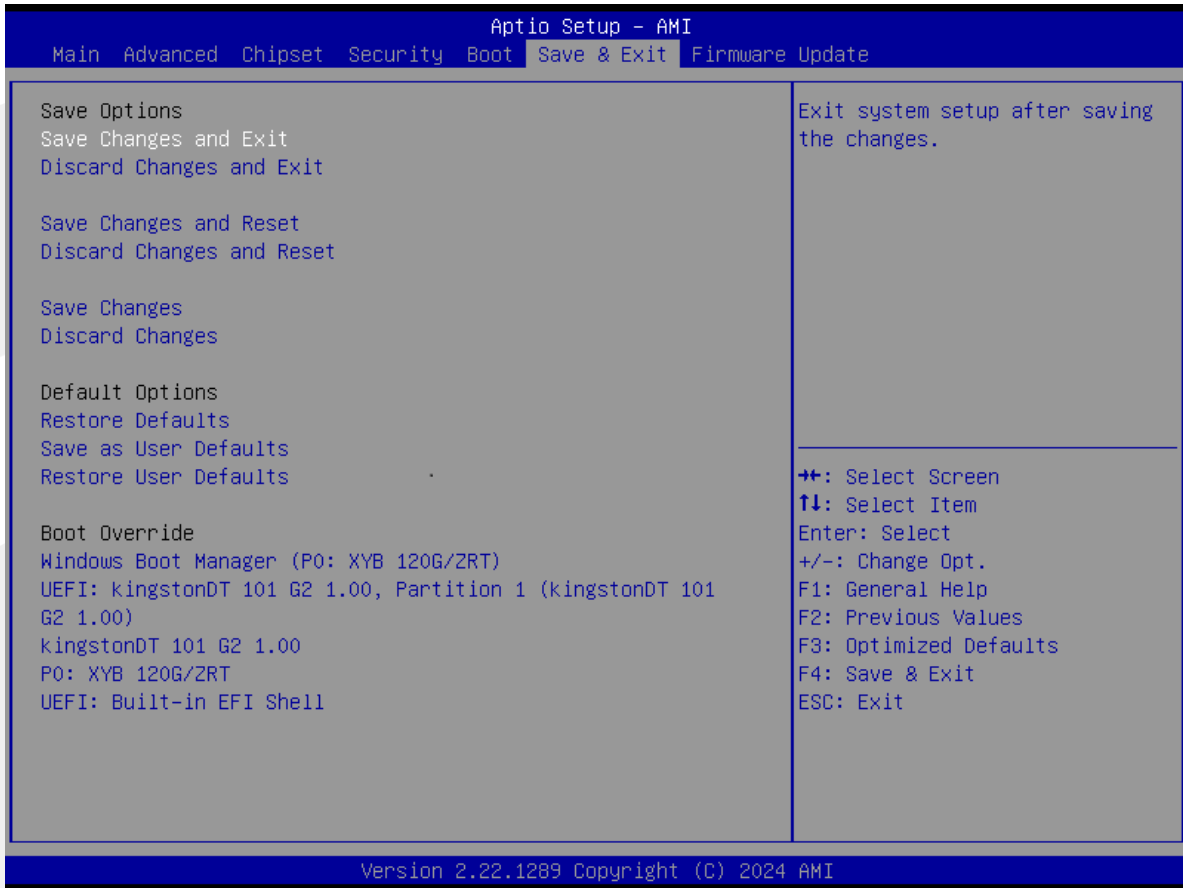 Aptio Setup – AMI
Main Advanced Chipset Security Boot Save & Exit Firmware Update
Save Options
Save Changes and Exit
Discard Changes and Exit
Save Changes and Reset
Discard Changes and Reset
Save Changes
Discard Changes
Default Options
Restore Defaults
Save as User Defaults
Restore User Defaults
Boot Override
Windows Boot Manager (P0: XYB 120G/ZRT)
UEFI: kingstonDT 101 G2 1.00, Partition 1 (kingstonDT 101
G2 1.00)
kingstonDT 101 G2 1.00
P0: XYB 120G/ZRT
UEFI: Built-in EFI Shell
Exit system setup after saving
the changes.
→←: Select Screen
↑↓: Select Item
Enter: Select
+/-: Change Opt.
F1: General Help
F2: Previous Values
F3: Optimized Defaults
F4: Save & Exit
ESC: Exit
Version 2.22.1289 Copyright (C) 2024 AMI